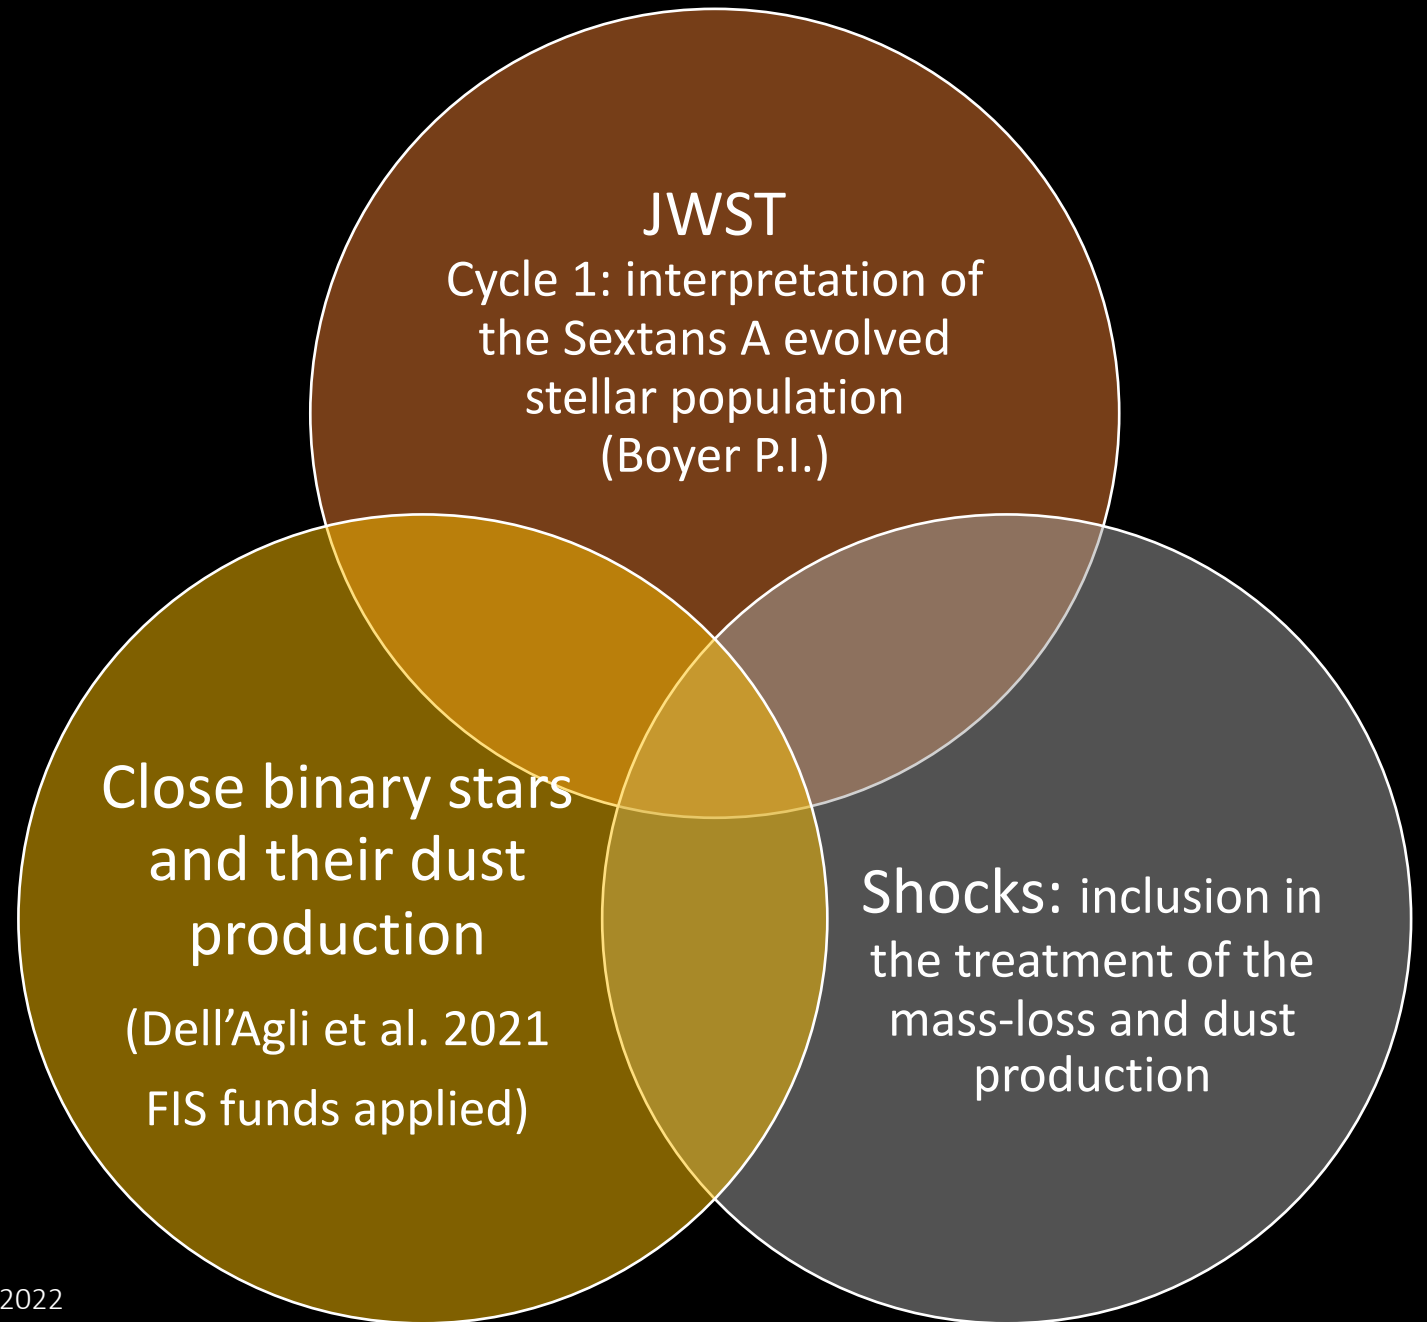 JWST
Cycle 1: interpretation of
the Sextans A evolved
stellar population
(Boyer P.I.)
Close binary stars
and their dust
production
(Dell’Agli et al. 2021
FIS funds applied)
Shocks: inclusion in
the treatment of the
mass-loss and dust
production
2022